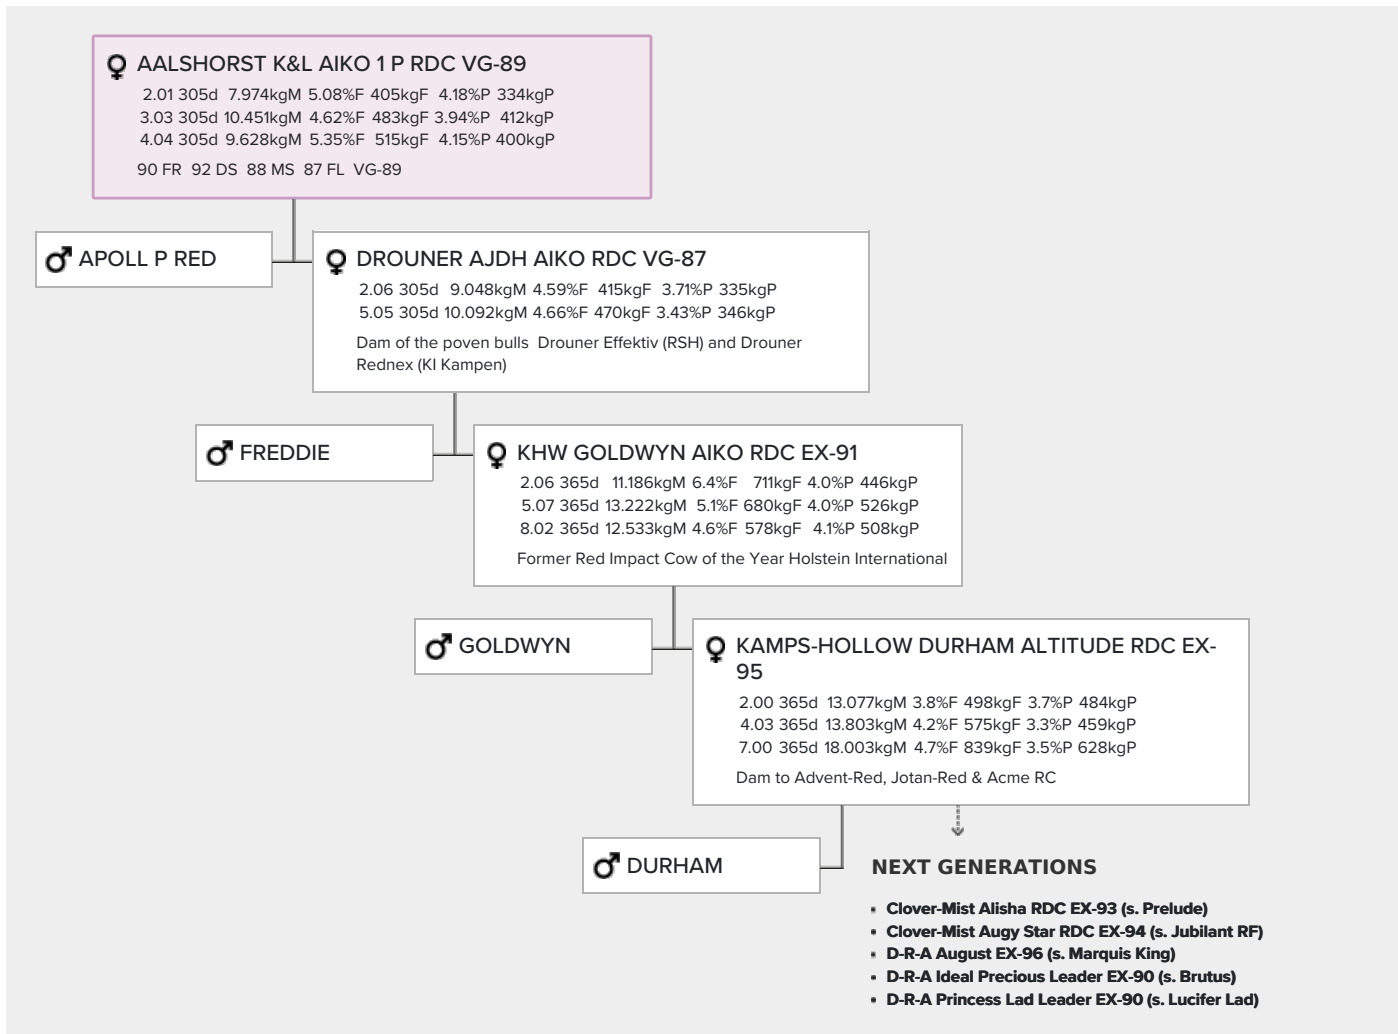 AALSHORST K&L AIKO 1 P RDC VG-89
2.01 305d 7.974kgM 5.08%F 405kgF 4.18%P 334kgP
3.03 305d 10.451kgM 4.62%F 483kgF 3.94%P 412kgP
4.04 305d 9.628kgM 5.35%F 515kgF 4.15%P 400kgP
90 FR 92 DS 88 MS 87 FL VG-89
APOLL P RED
DROUNER AJDH AIKO RDC VG-87
2.06 305d 9.048kgM 4.59%F 415kgF 3.71%P 335kgP
5.05 305d 10.092kgM 4.66%F 470kgF 3.43%P 346kgP
Dam of the poven bulls Drouner Effektiv (RSH) and Drouner
Rednex (KI Kampen)
FREDDIE
KHW GOLDWYN AIKO RDC EX-91
2.06 365d 11.186kgM 6.4%F 711kgF 4.0%P 446kgP
5.07 365d 13.222kgM 5.1%F 680kgF 4.0%P 526kgP
8.02 365d 12.533kgM 4.6%F 578kgF 4.1%P 508kgP
Former Red Impact Cow of the Year Holstein International
GOLDWYN
KAMPS-HOLLOW DURHAM ALTITUDE RDC EX-
95
2.00 365d 13.077kgM 3.8%F 498kgF 3.7%P 484kgP
4.03 365d 13.803kgM 4.2%F 575kgF 3.3%P 459kgP
7.00 365d 18.003kgM 4.7%F 839kgF 3.5%P 628kgP
Dam to Advent-Red, Jotan-Red & Acme RC
DURHAM
NEXT GENERATIONS
• Clover-Mist Alisha RDC EX-93 (s. Prelude)
• Clover-Mist Augy Star RDC EX-94 (s. Jubilant RF)
• D-R-A August EX-96 (s. Marquis King)
• D-R-A Ideal Precious Leader EX-90 (s. Brutus)
• D-R-A Princess Lad Leader EX-90 (s. Lucifer Lad)